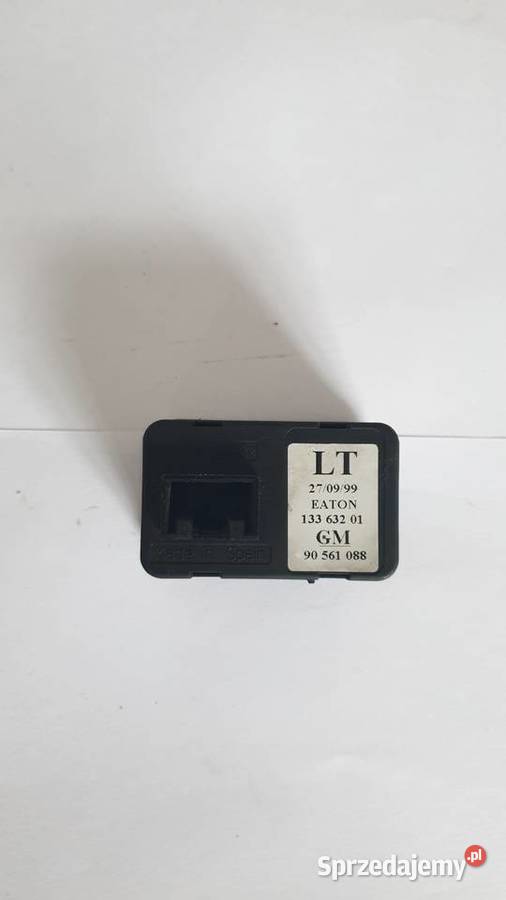 LT
27/09/99
EATON
133 632 01
GM
90 561 088
Made in Spain
Sprzedajemy.pl